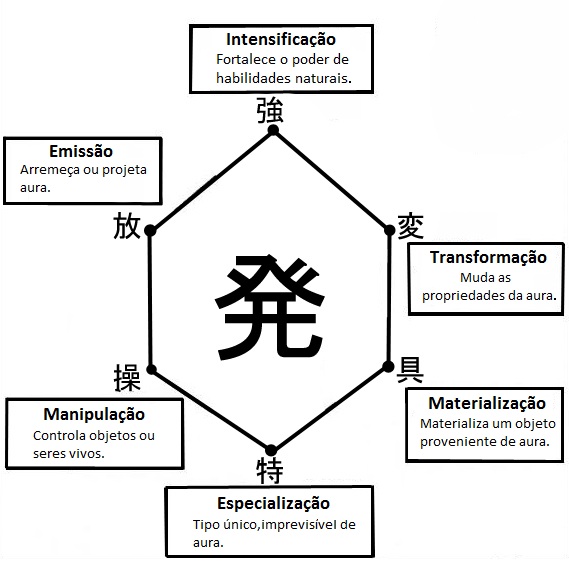 Intensificação
Fortalece o poder de
habilidades naturais.
強
Emissão
Arremeça ou projeta
aura.
放
変
Transformação
Muda as
propriedades da aura.
発
操
Manipulação
Controla objetos ou
seres vivos.
具
Materialização
Materializa um objeto
proveniente de aura.
特
Especialização
Tipo único,imprevisível de
aura.